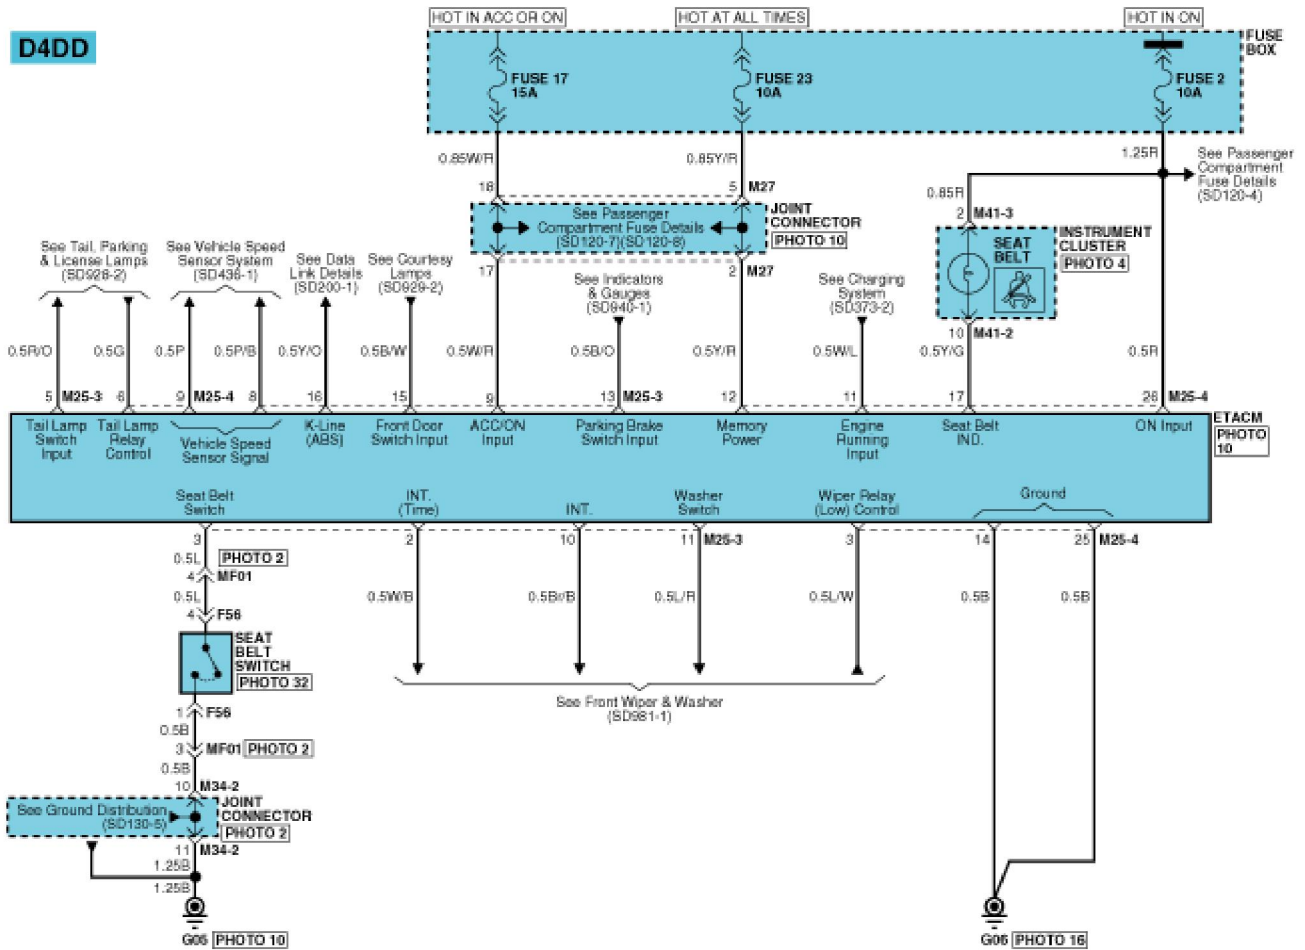 HOT IN ACC OR ON
HOT AT ALL TIMES
HOT IN ON
D4DD
FUSE 17
15A
FUSE 23
10A
FUSE 2
10A
FUSE
BOX
0.85W/R
0.85Y/R
1.25R
See Passenger
Compartment
Fuse Details
(SD120-4)
18
5
M27
0.85R
See Passenger
Compartment Fuse Details
(SD120-7)(SD120-8)
JOINT
CONNECTOR
PHOTO 10
2
M41-3
SEAT
BELT
INSTRUMENT
CLUSTER
PHOTO 4
See Tail, Parking
& License Lamps
(SD928-2)
See Vehicle Speed
Sensor System
(SD436-1)
See Data
Link Details
(SD200-1)
See Courtesy
Lamps
(SD929-2)
17
2
M27
See Indicators
& Gauges
(SD940-1)
See Charging
System
(SD373-2)
10
M41-2
0.5R/O
0.5G
0.5P
0.5P/B
0.5Y/O
0.5B/W
0.5W/R
0.5B/O
0.5Y/R
0.5W/L
0.5Y/G
0.5R
5
M25-3
6
9
M25-4
8
16
15
9
13
M25-3
12
11
17
26
M25-4
Tail Lamp
Switch
Input
Tail Lamp
Relay
Control
Vehicle Speed
Sensor Signal
K-Line
(ABS)
Front Door
Switch Input
ACC/ON
Input
Parking Brake
Switch Input
Memory
Power
Engine
Running
Input
Seat Belt
IND.
ON Input
ETACM
PHOTO
10
Seat Belt
Switch
INT.
(Time)
INT.
Washer
Switch
Wiper Relay
(Low) Control
Ground
3
2
10
11
M25-3
3
14
25
M25-4
0.5L
PHOTO 2
4
MF01
0.5L
0.5W/B
0.5Br/B
0.5L/R
0.5L/W
0.5B
0.5B
4
F56
SEAT
BELT
SWITCH
PHOTO 32
See Front Wiper & Washer
(SD981-1)
1
F56
0.5B
3
MF01
PHOTO 2
0.5B
10
M34-2
See Ground Distribution
(SD130-5)
JOINT
CONNECTOR
PHOTO 2
11
M34-2
1.25B
1.25B
G05
PHOTO 10
G06
PHOTO 16